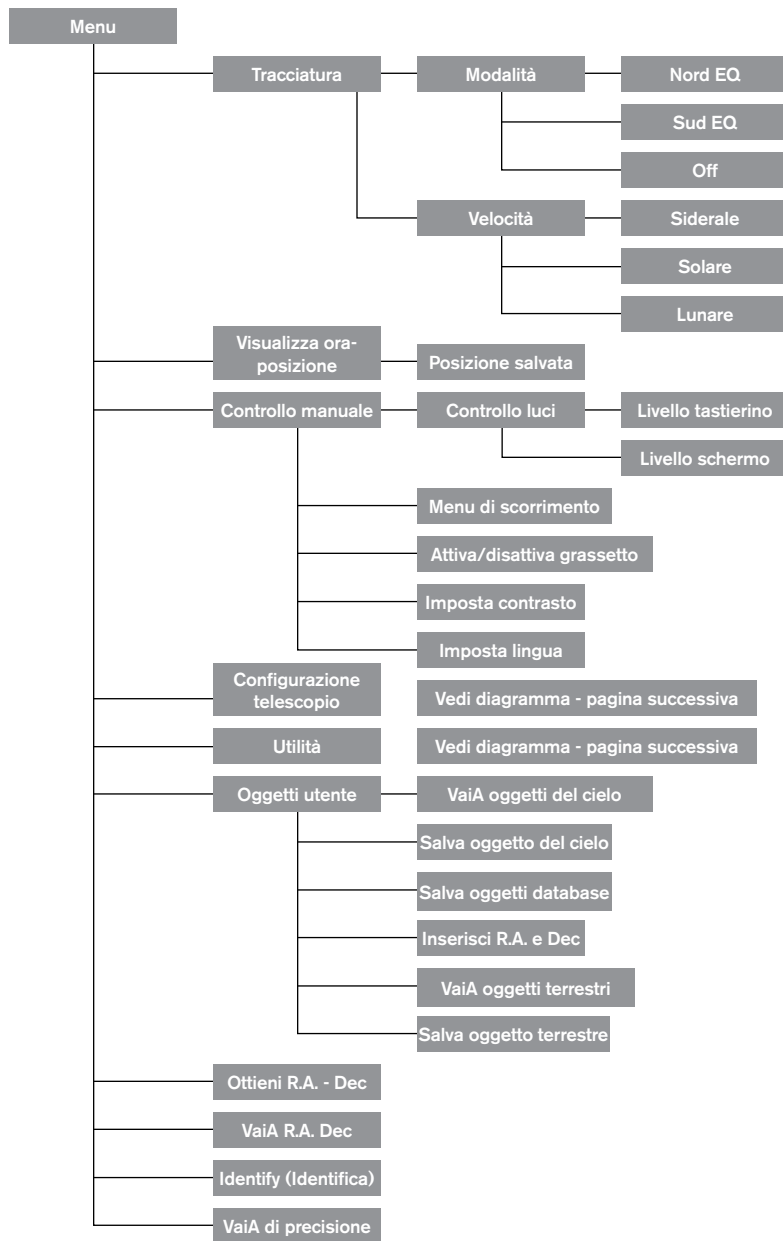 Menu
Tracciatura
Modalità
Nord EQ
Sud EQ
Off
Velocità
Siderale
Solare
Lunare
Visualizza ora-
posizione
Posizione salvata
Controllo manuale
Controllo luci
Livello tastierino
Livello schermo
Menu di scorrimento
Attiva/disattiva grassetto
Imposta contrasto
Imposta lingua
Configurazione
telescopio
Vedi diagramma - pagina successiva
Utilità
Vedi diagramma - pagina successiva
Oggetti utente
VaiA oggetti del cielo
Salva oggetto del cielo
Salva oggetti database
Inserisci R.A. e Dec
VaiA oggetti terrestri
Salva oggetto terrestre
Ottieni R.A. - Dec
VaiA R.A. Dec
Identify (Identifica)
VaiA di precisione